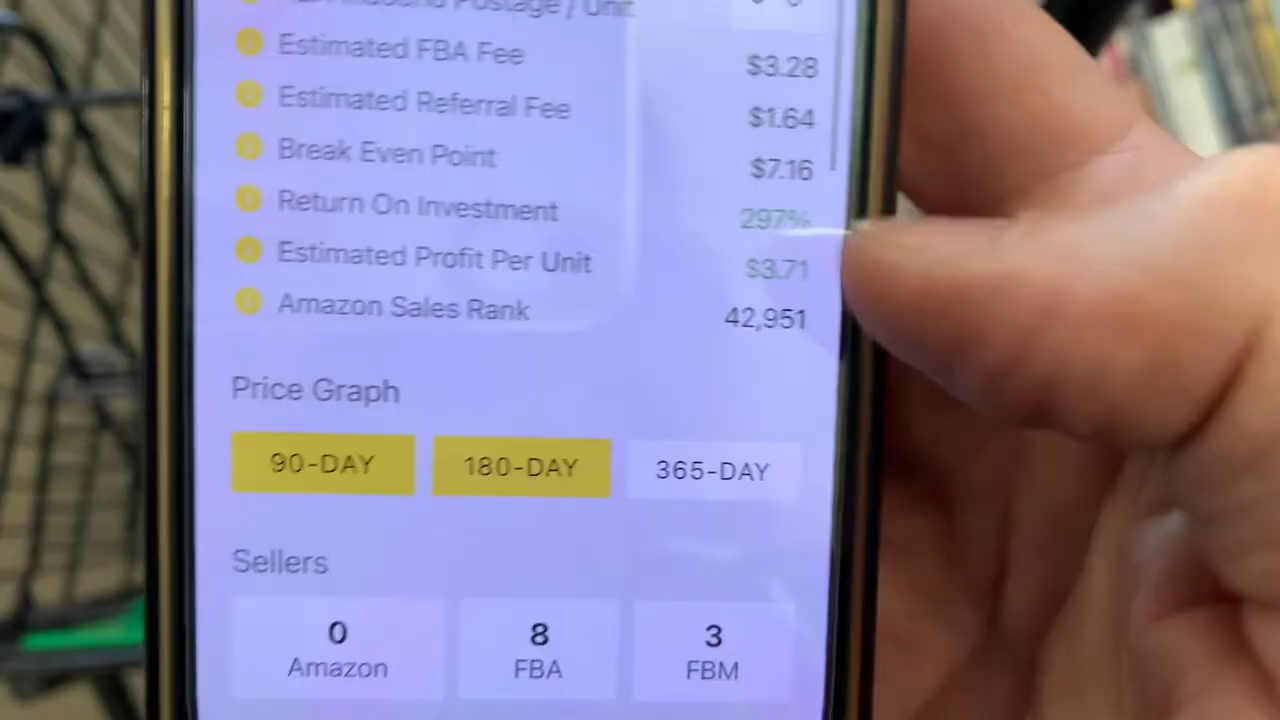 Postage / Unit
Estimated FBA Fee $3.28
Estimated Referral Fee $1.64
Break Even Point $7.16
Return On Investment 297%
Estimated Profit Per Unit $3.71
Amazon Sales Rank 42,951
Price Graph
90-DAY 180-DAY 365-DAY
Sellers
0 8 3
Amazon FBA FBM